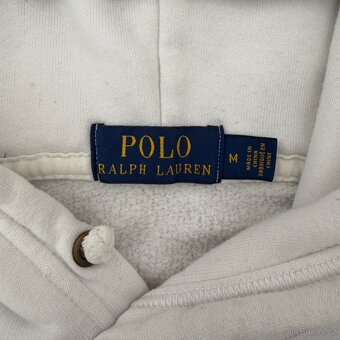 POLO
RALPH LAUREN
M
MADE IN
CHINA
FABRIQUÉ EN
CHINE